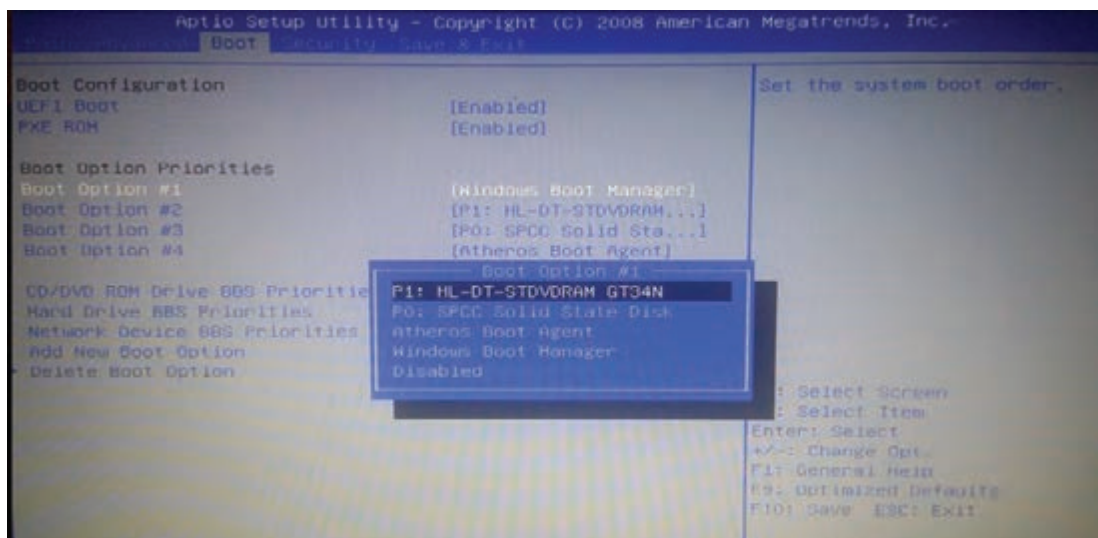 Aptio Setup Utility - Copyright (C) 2008 American Megatrends, Inc.
Boot Security Save & Exit
Boot Configuration
UEFI Boot [Enabled]
PXE ROM [Enabled]
Boot Option Priorities
Boot Option #1 [Windows Boot Manager]
Boot Option #2 [P1: HL-DT-STDVDRAM...]
Boot Option #3 [P0: SPCC Solid Sta...]
Boot Option #4 [Atheros Boot Agent]
CD/DVD ROM Drive BBS Prioritie
Hard Drive BBS Priorities
Network Device BBS Priorities
Add New Boot Option
Delete Boot Option
Boot Option #1
P1: HL-DT-STDVDRAM GT34N
P0: SPCC Solid State Disk
Atheros Boot Agent
Windows Boot Manager
Disabled
Set the system boot order.
: Select Screen
: Select Item
Enter: Select
+/-: Change Opt.
F1: General Help
F9: Optimized Defaults
F10: Save ESC: Exit